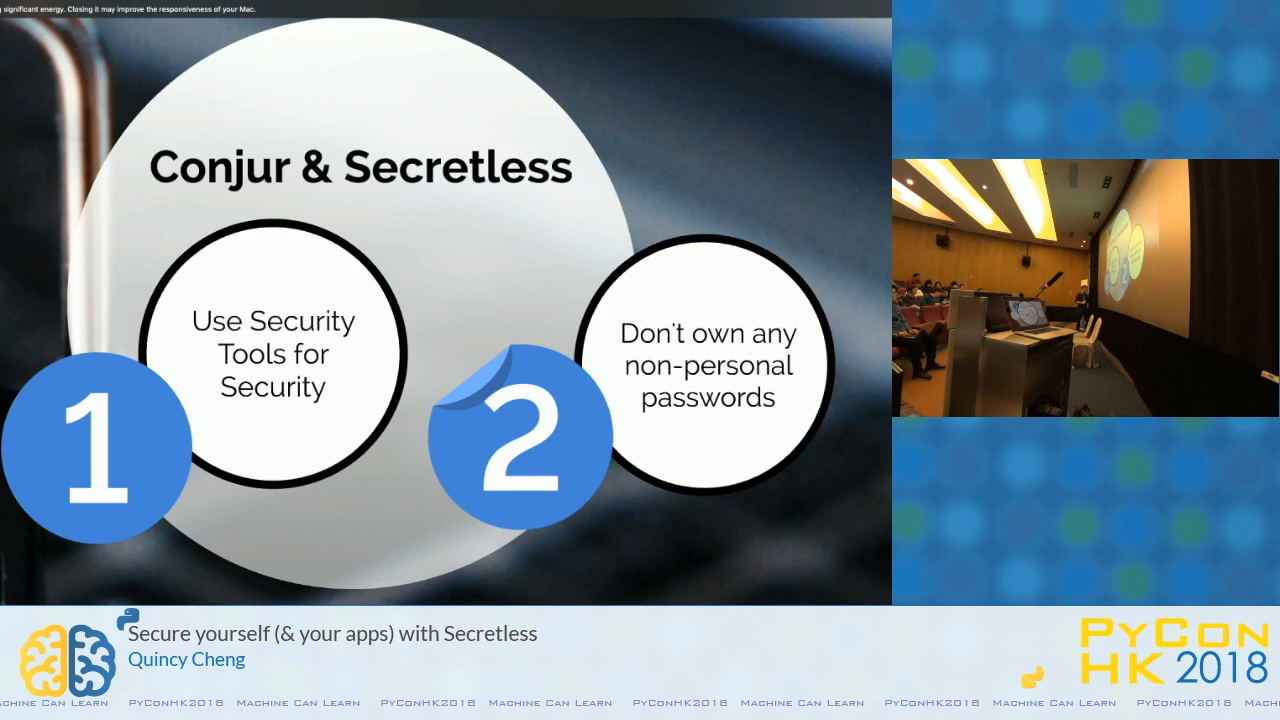 significant energy. Closing it may improve the responsiveness of your Mac.
Conjur & Secretless
Use Security
Tools for
Security
1
Don't own any
non-personal
passwords
2
Secure yourself (& your apps) with Secretless
Quincy Cheng
PyCon
HK 2018
achine Can Learn PyConHK2018 Machine Can Learn PyConHK2018 Machine Can Learn PyConHK2018 Machine Can Learn PyConHK2018 Machine Can Learn PyConHK2018 Mach